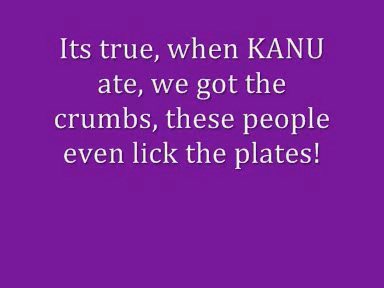 Its true, when KANU
ate, we got the
crumbs, these people
even lick the plates!